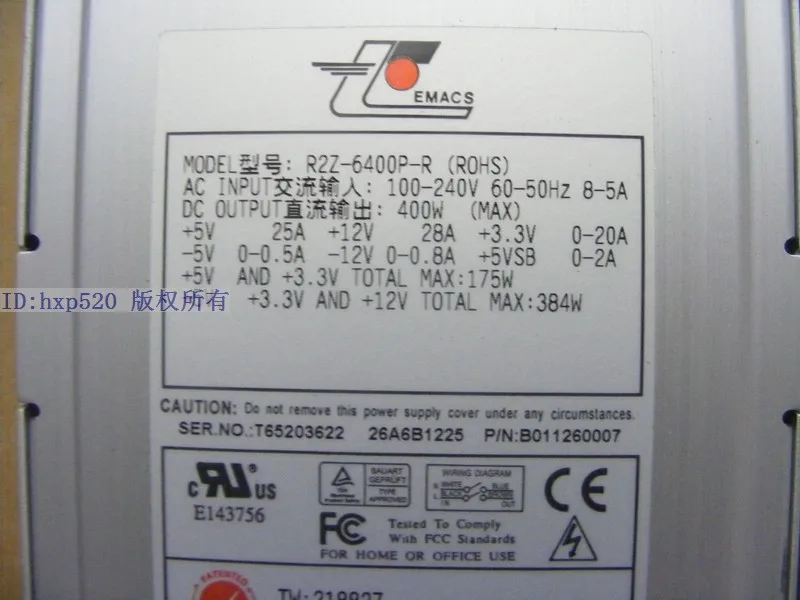 EMACS
MODEL型号: R2Z-6400P-R (ROHS)
AC INPUT交流输入: 100-240V 60-50Hz 8-5A
DC OUTPUT直流输出: 400W (MAX)
+5V 25A +12V 28A +3.3V 0-20A
-5V 0-0.5A -12V 0-0.8A +5VSB 0-2A
+5V AND +3.3V TOTAL MAX:175W
+3.3V AND +12V TOTAL MAX:384W
ID:hxp520 版权所有
CAUTION: Do not remove this power supply cover under any circumstances.
SER.NO.:T65203622 26A6B1225 P/N:B011260007
c RU US
E143756
BAUART
GEPRÜFT
TYPE
APPROVED
WIRING DIAGRAM
N WHITE BLUE
L BLACK BROWN
IN OUT
CE
FC Tested To Comply
With FCC Standards
FOR HOME OR OFFICE USE
PATENTED
TW:218827